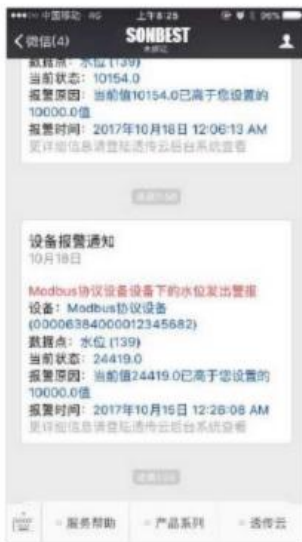 中国移动 4G 上午8:25 96%
微信(4)
SONBEST
数据点：水位 (139)
当前状态：10154.0
报警原因：当前值10154.0已高于您设置的
10000.0值
报警时间：2017年10月18日 12:06:13 AM
更详细信息请登陆透传云后台系统查看
设备报警通知
10月18日
Modbus协议设备设备下的水位发出警报
设备：Modbus协议设备
(00006384000012345682)
数据点：水位 (139)
当前状态：24419.0
报警原因：当前值24419.0已高于您设置的
10000.0值
报警时间：2017年10月15日 12:26:08 AM
更详细信息请登陆透传云后台系统查看
服务帮助
产品系列
透传云